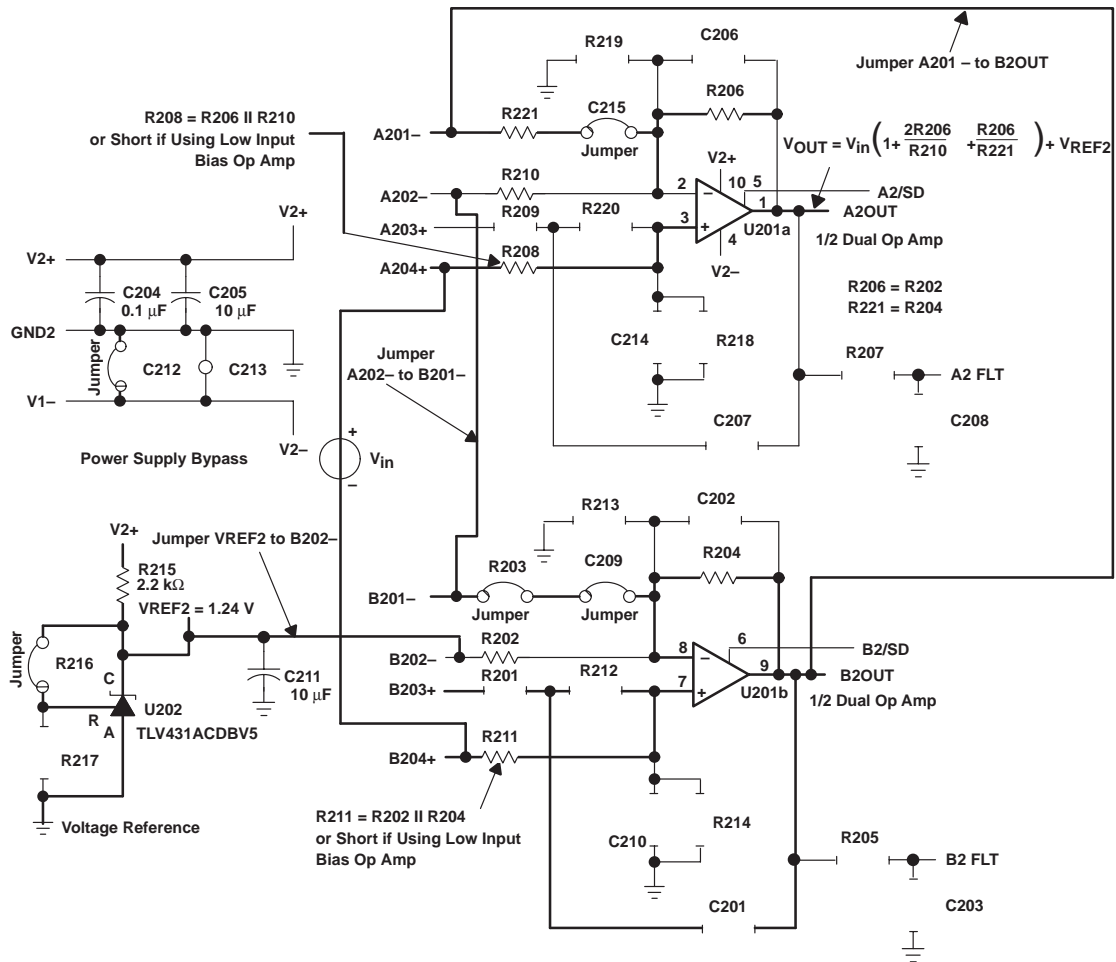 R219
C206
Jumper A201 – to B2OUT
R208 = R206 II R210
or Short if Using Low Input
Bias Op Amp
A201–
R221
C215
Jumper
R206
VOUT = Vin(1+ 2R206/R210 + R206/R221) + VREF2
A202–
R210
V2+
2
–
10
5
A2/SD
1
A203+
R209
R220
3
+
4
V2–
U201a
A2OUT
1/2 Dual Op Amp
A204+
R208
R206 = R202
R221 = R204
V2+
V2+
C204
0.1 µF
C205
10 µF
GND2
Jumper
C212
C213
V1–
V2–
Power Supply Bypass
Jumper
A202– to B201–
C214
R218
R207
A2 FLT
C207
C208
+
Vin
–
R213
C202
V2+
Jumper VREF2 to B202–
R215
2.2 kΩ
VREF2 = 1.24 V
B201–
R203
Jumper
C209
Jumper
R204
Jumper
R216
C
R
A
U202
TLV431ACDBV5
C211
10 µF
B202–
R202
8
–
6
B2/SD
9
B203+
R201
R212
7
+
U201b
B2OUT
1/2 Dual Op Amp
B204+
R211
R217
Voltage Reference
R211 = R202 II R204
or Short if Using Low Input
Bias Op Amp
C210
R214
R205
B2 FLT
C201
C203